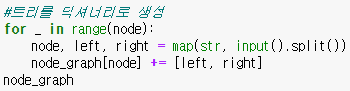 #트리를 딕셔너리로 생성
for _ in range(node):
    node, left, right = map(str, input().split())
    node_graph[node] += [left, right]
node_graph